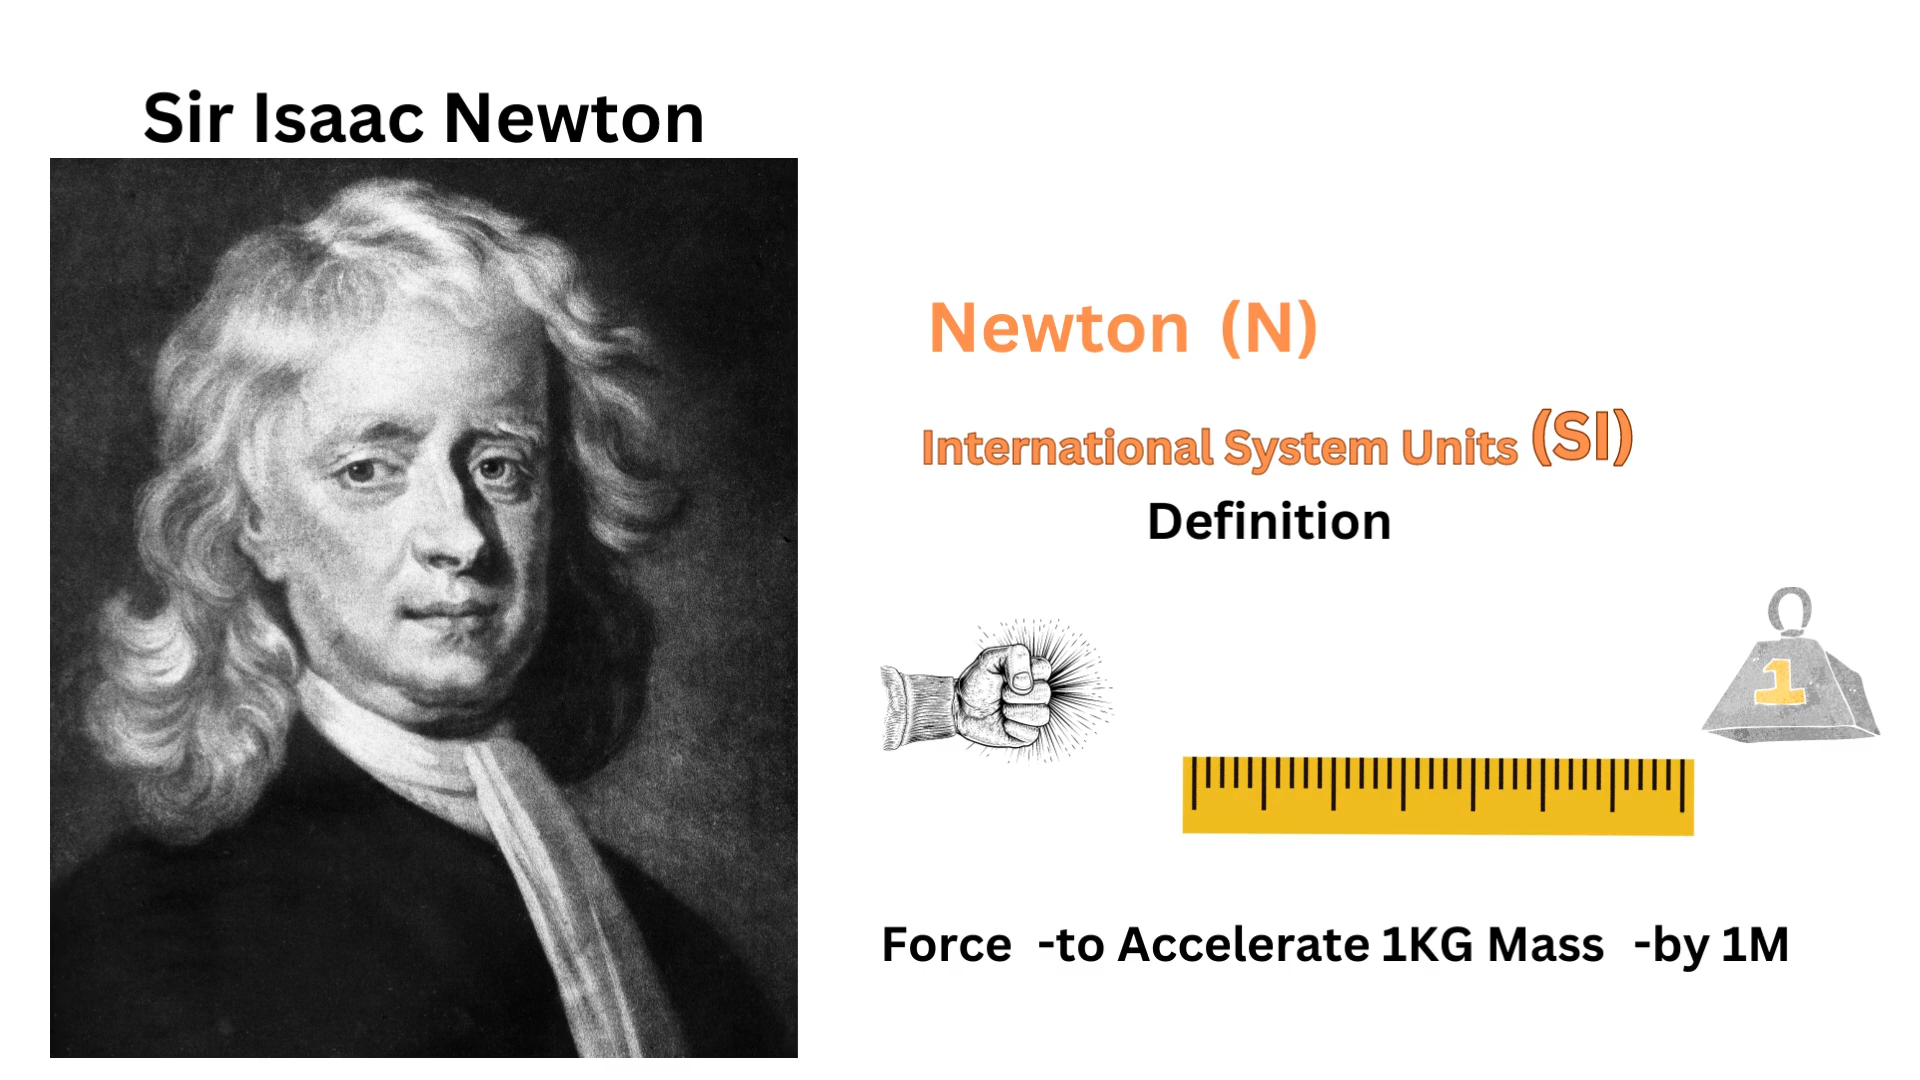 Sir Isaac Newton
Newton (N)
International System Units (SI)
Definition
1
Force -to Accelerate 1KG Mass -by 1M